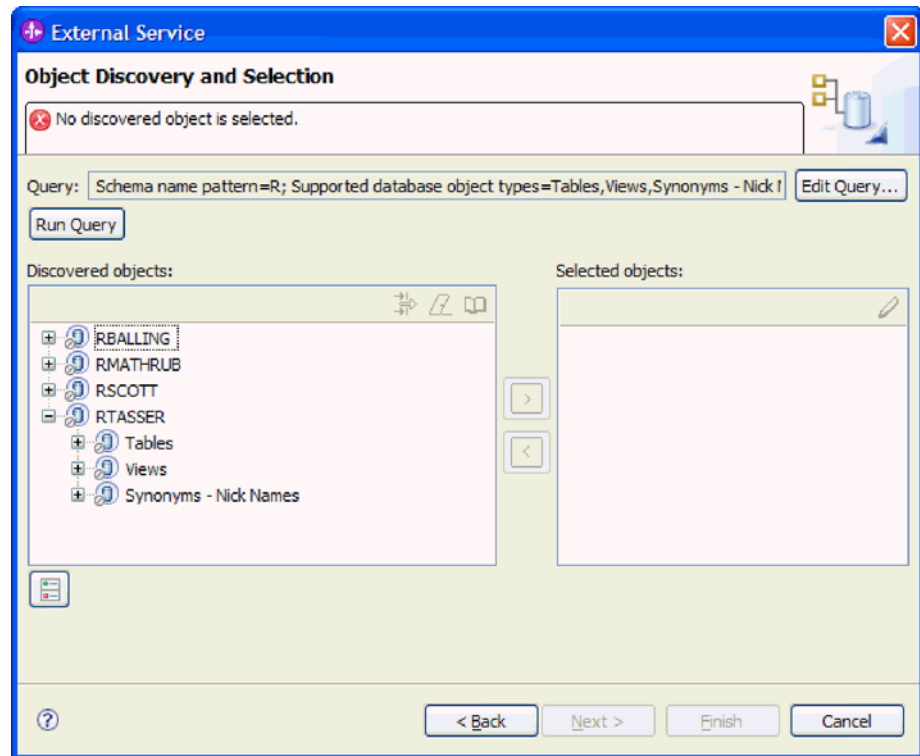 External Service
Object Discovery and Selection
No discovered object is selected.
Query: Schema name pattern=R; Supported database object types=Tables,Views,Synonyms - Nick Edit Query...
Run Query
Discovered objects: Selected objects:
RBALLING
RMATHRUB
RSCOTT
RTASSER
Tables
Views
Synonyms - Nick Names
>
<
? < Back Next > Finish Cancel